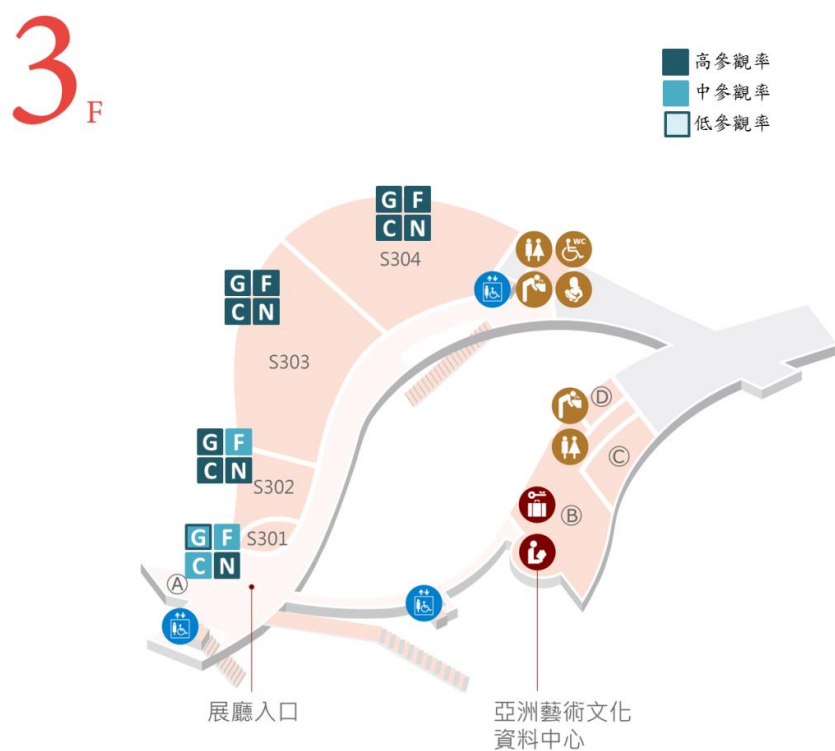 3F
高參觀率
中參觀率
低參觀率
G F
C N
S304
WC
G F
C N
S303
D
G F
C N
S302
C
B
G F
C N
S301
A
展廳入口
亞洲藝術文化
資料中心